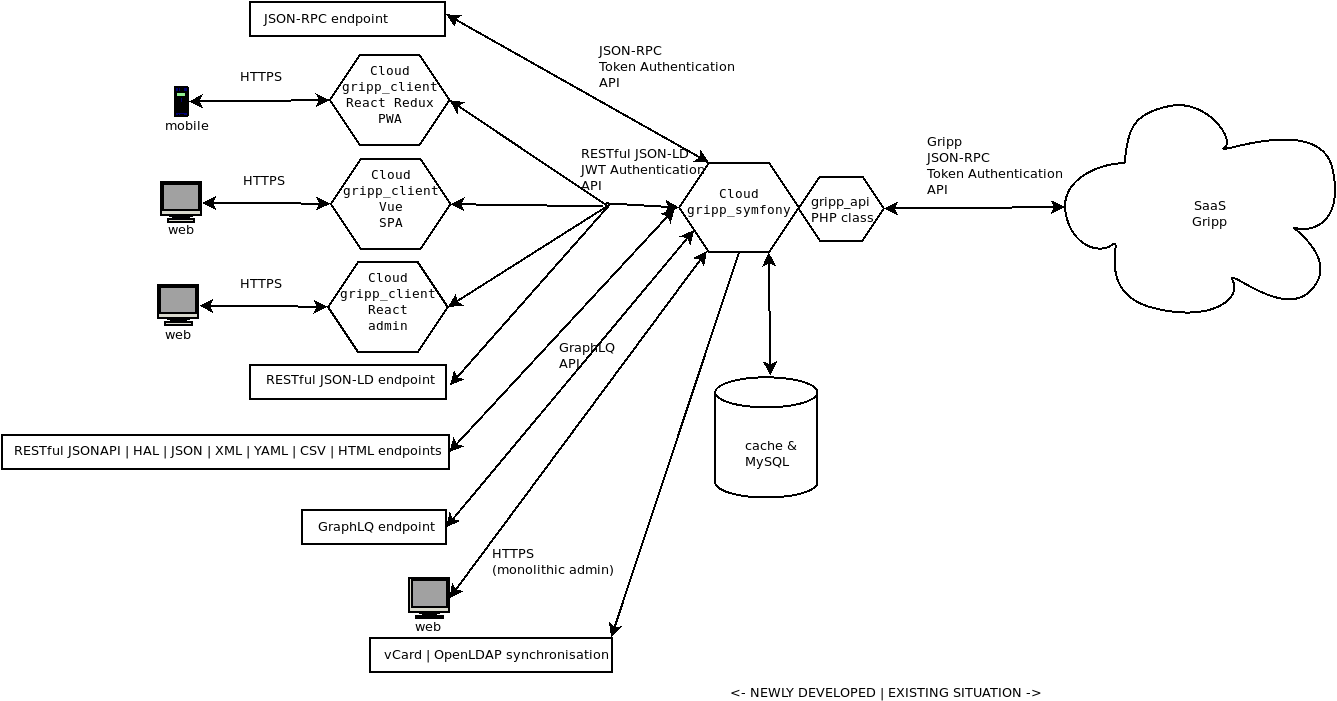 JSON-RPC endpoint
JSON-RPC
Token Authentication
API
HTTPS
Cloud
gripp_client
React Redux
PWA
mobile
RESTful JSON-LD
JWT Authentication
API
Gripp
JSON-RPC
Token Authentication
API
HTTPS
Cloud
gripp_client
Vue
SPA
web
Cloud
gripp_symfony
gripp_api
PHP class
SaaS
Gripp
HTTPS
Cloud
gripp_client
React
admin
web
GraphLQ
API
RESTful JSON-LD endpoint
RESTful JSONAPI | HAL | JSON | XML | YAML | CSV | HTML endpoints
cache &
MySQL
GraphLQ endpoint
HTTPS
(monolithic admin)
web
vCard | OpenLDAP synchronisation
<- NEWLY DEVELOPED | EXISTING SITUATION ->